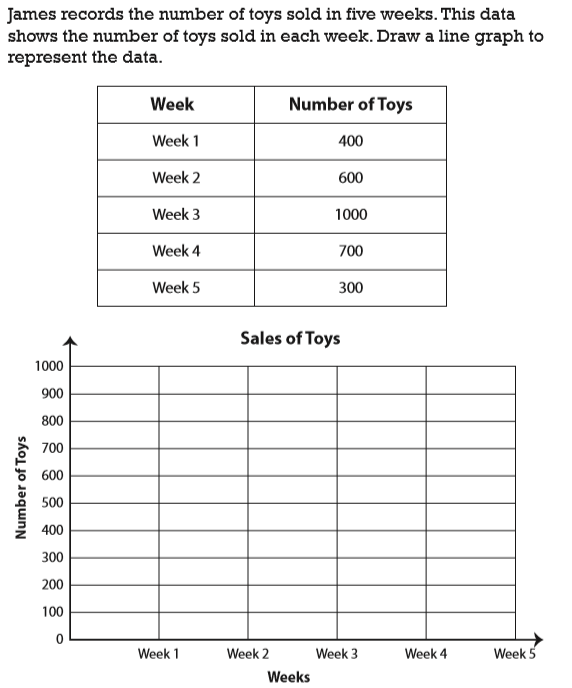 James records the number of toys sold in five weeks. This data
shows the number of toys sold in each week. Draw a line graph to
represent the data.
Week Number of Toys
Week 1 400
Week 2 600
Week 3 1000
Week 4 700
Week 5 300
Sales of Toys
Number of Toys
1000
900
800
700
600
500
400
300
200
100
0
Week 1 Week 2 Week 3 Week 4 Week 5
Weeks